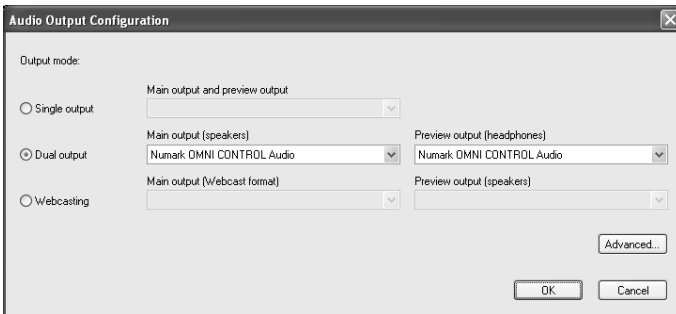 Audio Output Configuration
Output mode:
Main output and preview output
Single output
Main output (speakers) Preview output (headphones)
Dual output Numark OMNI CONTROL Audio Numark OMNI CONTROL Audio
Main output (Webcast format) Preview output (speakers)
Webcasting
Advanced...
OK Cancel